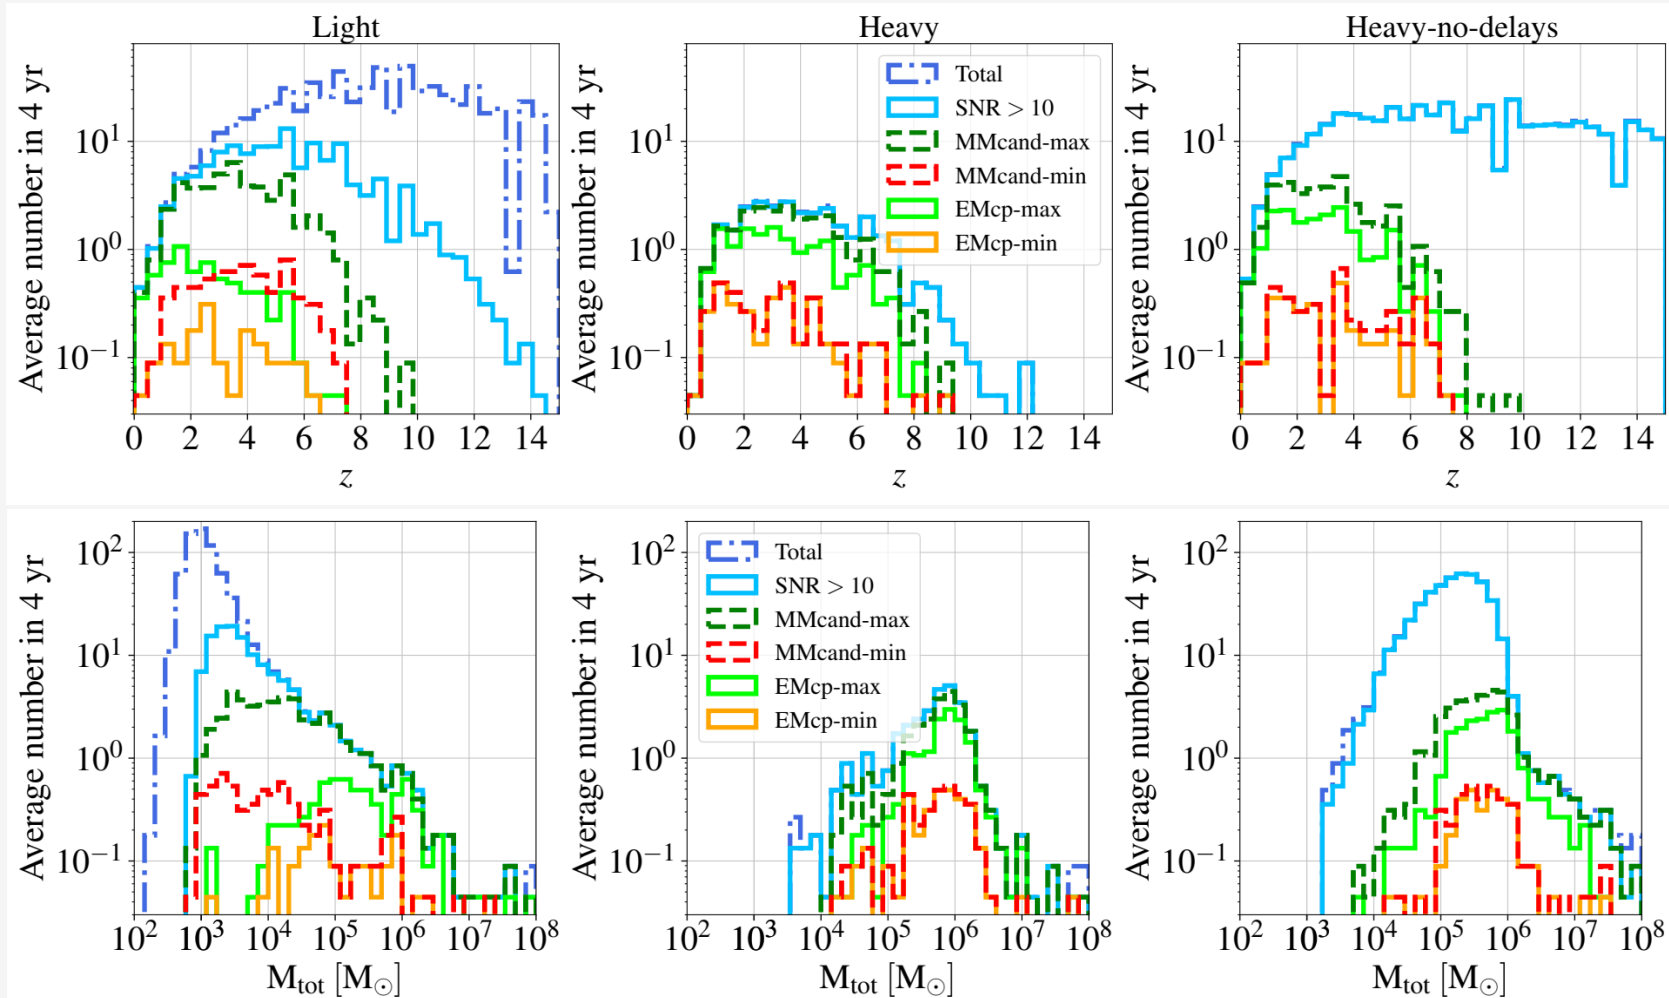 Light
Heavy
Heavy-no-delays
Average number in 4 yr
10^1
10^0
10^-1
0 2 4 6 8 10 12 14
z
Average number in 4 yr
10^1
10^0
10^-1
0 2 4 6 8 10 12 14
z
Total
SNR > 10
MMcand-max
MMcand-min
EMcp-max
EMcp-min
Average number in 4 yr
10^1
10^0
10^-1
0 2 4 6 8 10 12 14
z
Average number in 4 yr
10^2
10^1
10^0
10^-1
10^2 10^3 10^4 10^5 10^6 10^7 10^8
M_tot [M_⊙]
Average number in 4 yr
10^2
10^1
10^0
10^-1
10^2 10^3 10^4 10^5 10^6 10^7 10^8
M_tot [M_⊙]
Total
SNR > 10
MMcand-max
MMcand-min
EMcp-max
EMcp-min
Average number in 4 yr
10^2
10^1
10^0
10^-1
10^2 10^3 10^4 10^5 10^6 10^7 10^8
M_tot [M_⊙]